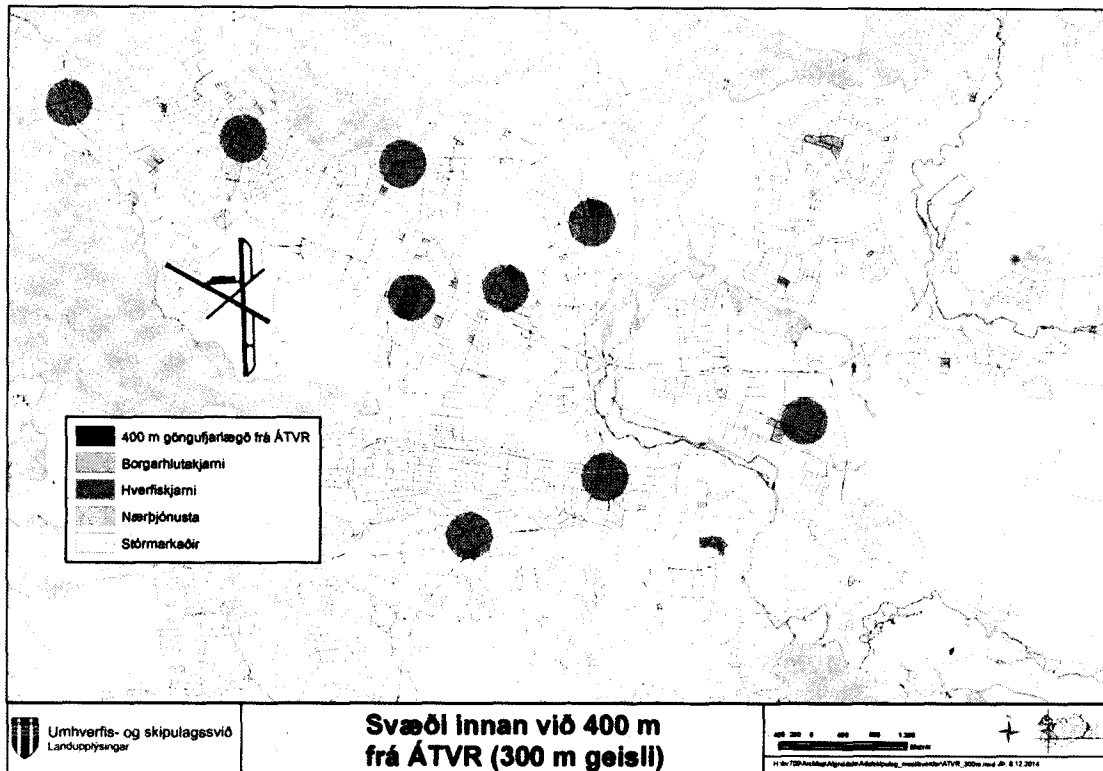 400 m göngufjarlægð frá ÁTVR
Borgarhlutakjarni
Hverfiskjarni
Nærþjónusta
Stórmarkaðir
Umhverfis- og skipulagssvið
Landupplýsingar
Svæði innan við 400 m
frá ÁTVR (300 m geisli)